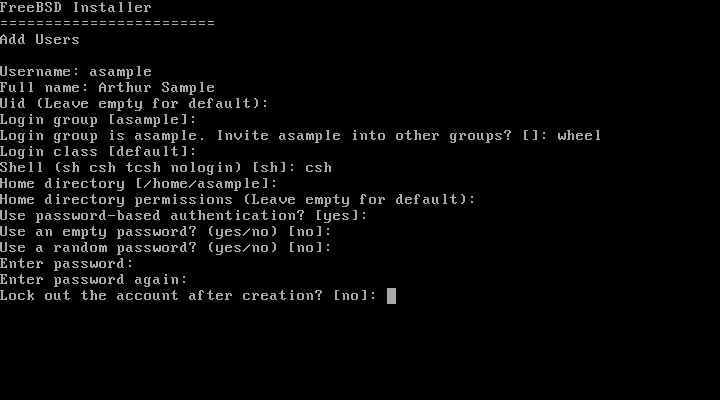 FreeBSD Installer
========================
Add Users
Username: asample
Full name: Arthur Sample
Uid (Leave empty for default):
Login group [asample]:
Login group is asample. Invite asample into other groups? []: wheel
Login class [default]:
Shell (sh csh tcsh nologin) [sh]: csh
Home directory [/home/asample]:
Home directory permissions (Leave empty for default):
Use password-based authentication? [yes]:
Use an empty password? (yes/no) [no]:
Use a random password? (yes/no) [no]:
Enter password:
Enter password again:
Lock out the account after creation? [no]: